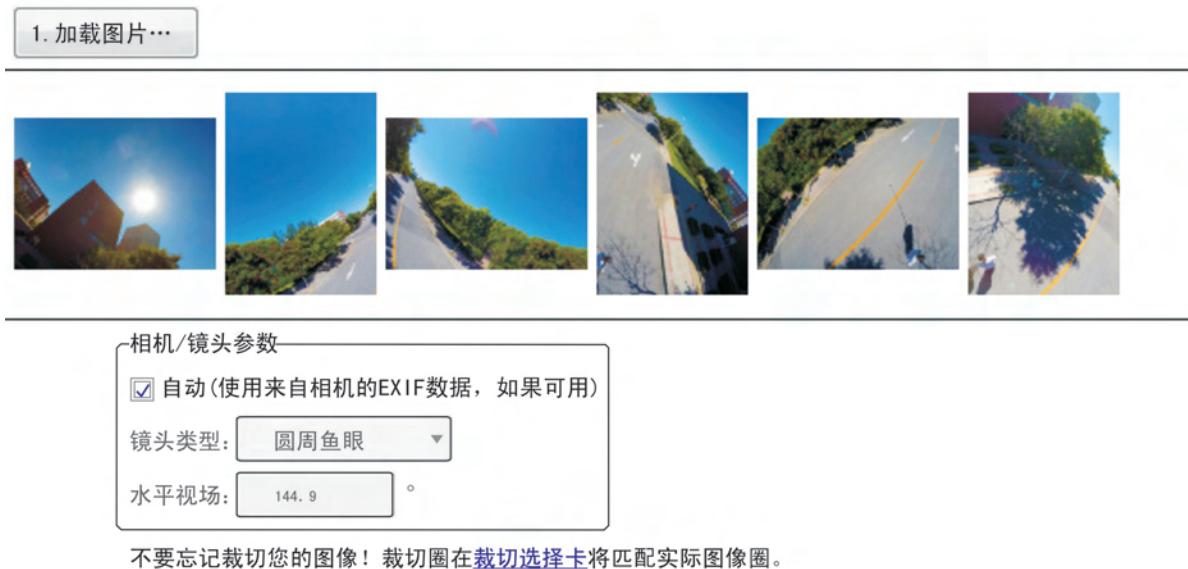 1. 加载图片…
相机/镜头参数
自动(使用来自相机的EXIF数据, 如果可用)
镜头类型: 圆周鱼眼
水平视场: 144.9 °
不要忘记裁切您的图像! 裁切圈在裁切选择卡将匹配实际图像圈。